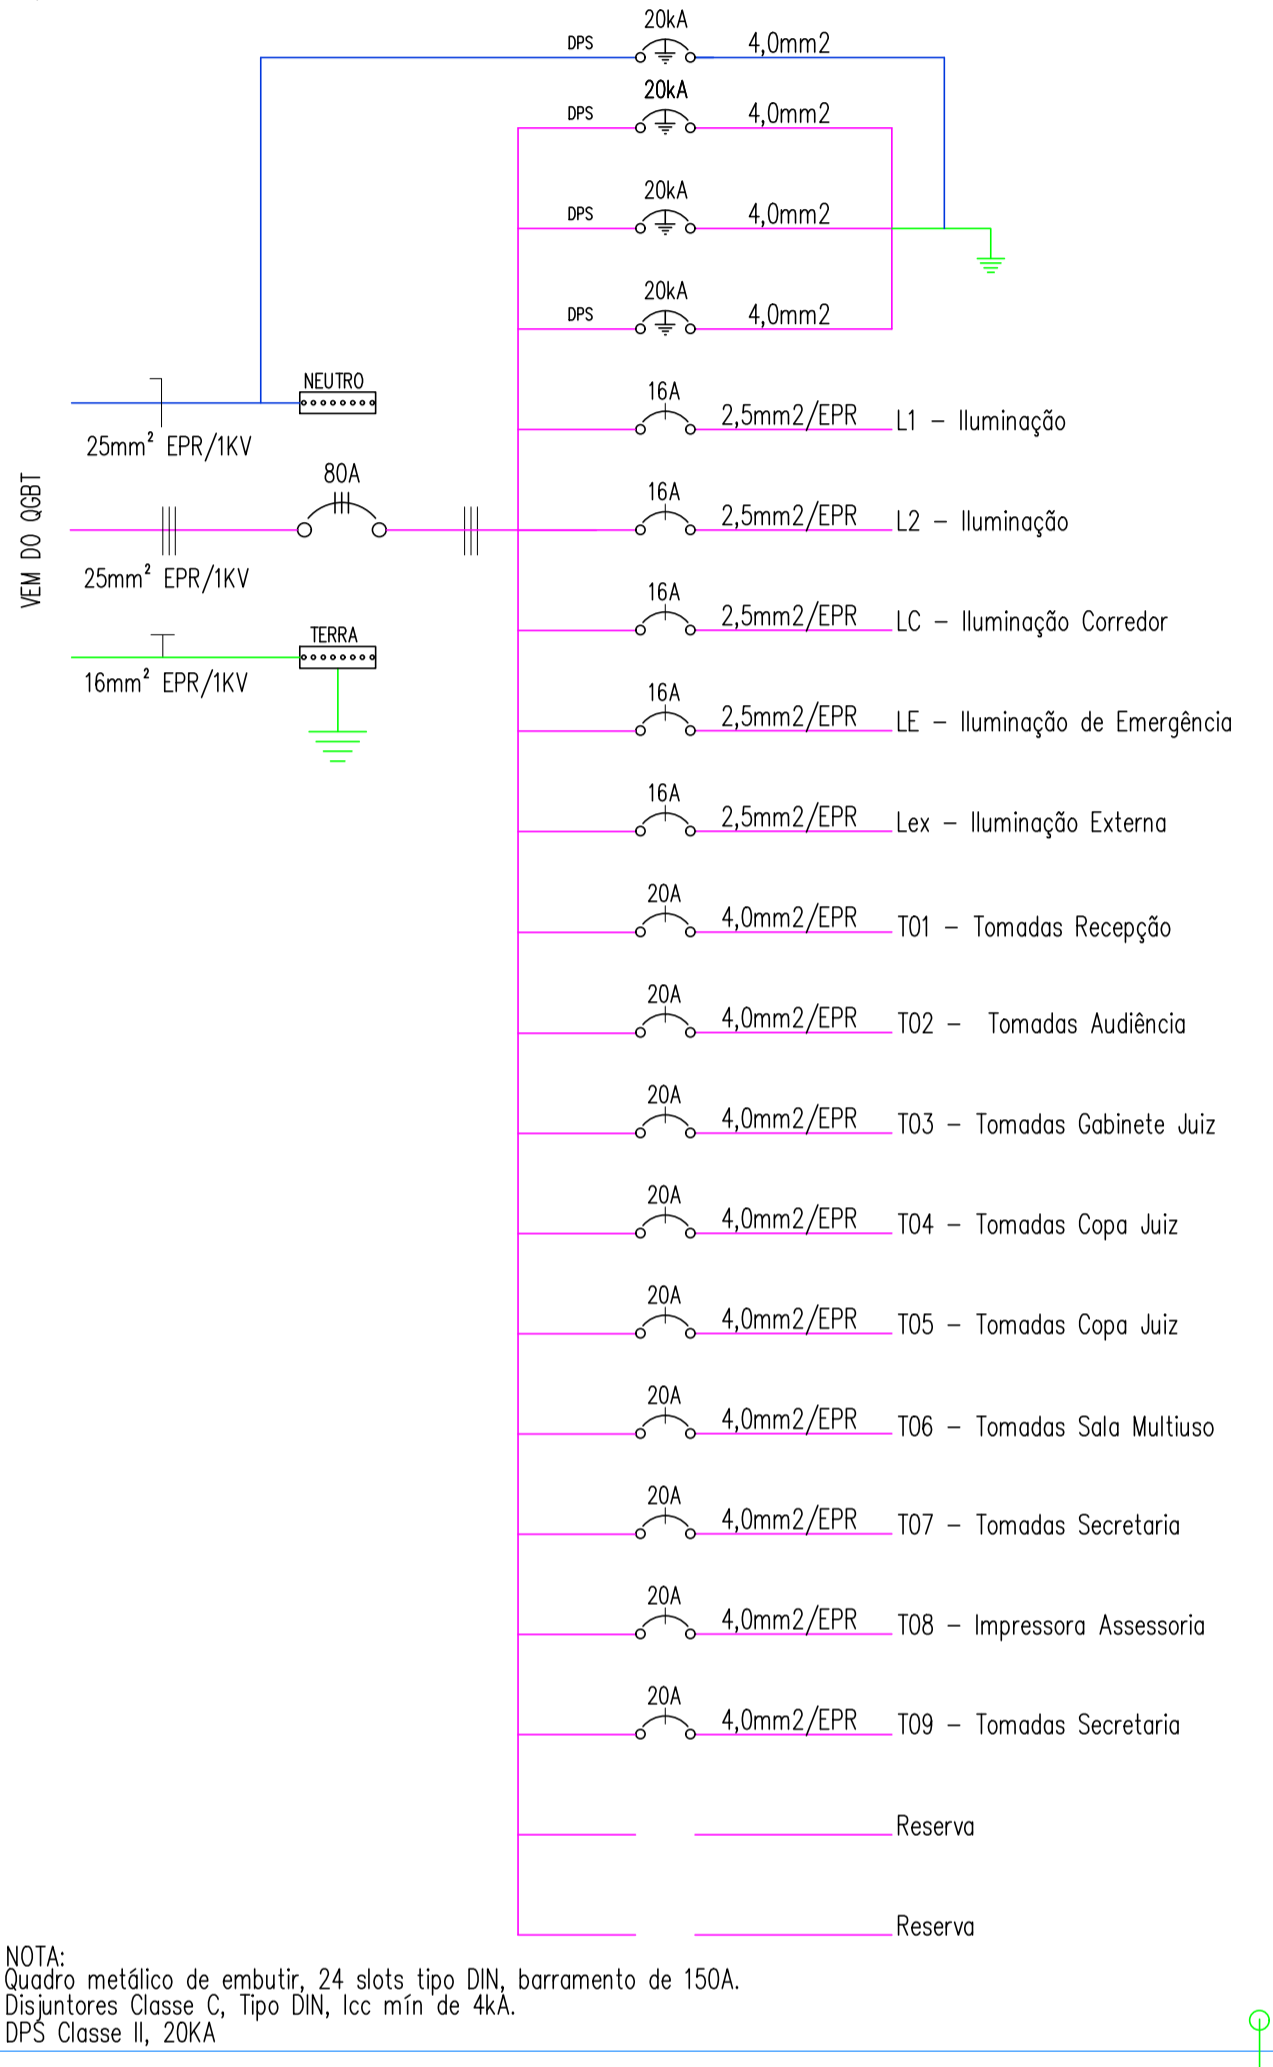 20kA
DPS 4,0mm2
20kA
DPS 4,0mm2
20kA
DPS 4,0mm2
20kA
DPS 4,0mm2
NEUTRO
25mm² EPR/1KV
80A
VEM DO QGBT
25mm² EPR/1KV
TERRA
16mm² EPR/1KV
16A
2,5mm2/EPR L1 – Iluminação
16A
2,5mm2/EPR L2 – Iluminação
16A
2,5mm2/EPR LC – Iluminação Corredor
16A
2,5mm2/EPR LE – Iluminação de Emergência
16A
2,5mm2/EPR Lex – Iluminação Externa
20A
4,0mm2/EPR T01 – Tomadas Recepção
20A
4,0mm2/EPR T02 – Tomadas Audiência
20A
4,0mm2/EPR T03 – Tomadas Gabinete Juiz
20A
4,0mm2/EPR T04 – Tomadas Copa Juiz
20A
4,0mm2/EPR T05 – Tomadas Copa Juiz
20A
4,0mm2/EPR T06 – Tomadas Sala Multiuso
20A
4,0mm2/EPR T07 – Tomadas Secretaria
20A
4,0mm2/EPR T08 – Impressora Assessoria
20A
4,0mm2/EPR T09 – Tomadas Secretaria
Reserva
Reserva
NOTA:
Quadro metálico de embutir, 24 slots tipo DIN, barramento de 150A.
Disjuntores Classe C, Tipo DIN, Icc mín de 4kA.
DPS Classe II, 20KA